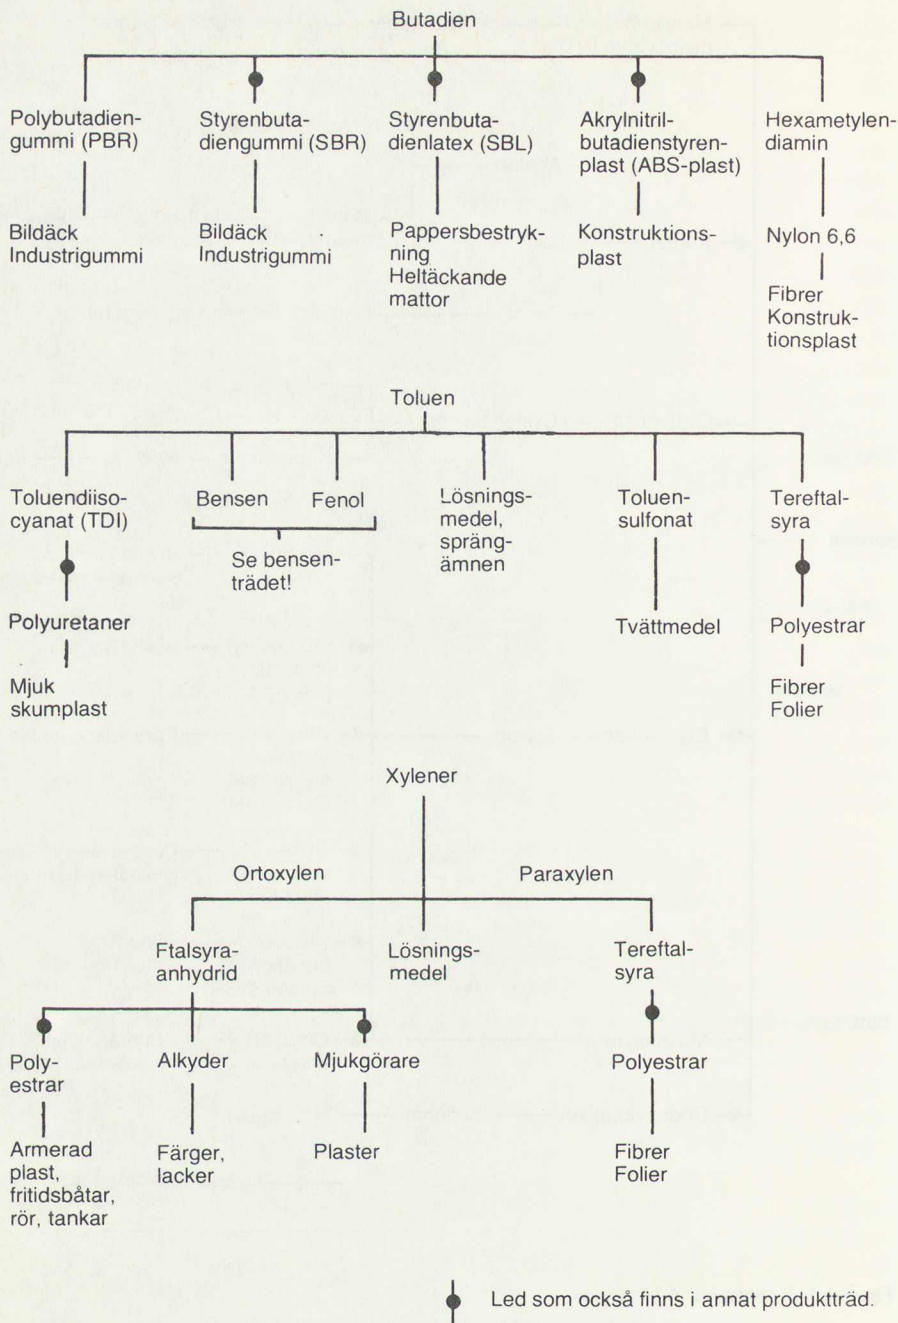 Butadien
Polybutadien-
gummi (PBR)
Styrenbuta-
diengummi (SBR)
Styrenbuta-
dienlatex (SBL)
Akrylnitril-
butadienstyren-
plast (ABS-plast)
Hexametylen-
diamin
Bildäck
Industrigummi
Bildäck
Industrigummi
Pappersbestryk-
ning
Heltäckande
mattor
Konstruktions-
plast
Nylon 6,6
Fibrer
Konstruk-
tionsplast
Toluen
Toluendiiso-
cyanat (TDI)
Bensen
Fenol
Se bensen-
trädet!
Lösnings-
medel,
spräng-
ämnen
Toluen-
sulfonat
Tereftal-
syra
Polyuretaner
Tvättmedel
Polyestrar
Mjuk
skumplast
Fibrer
Folier
Xylener
Ortoxylen
Paraxylen
Ftalsyra-
anhydrid
Lösnings-
medel
Tereftal-
syra
Poly-
estrar
Alkyder
Mjukgörare
Polyestrar
Armerad
plast,
fritidsbåtar,
rör, tankar
Färger,
lacker
Plaster
Fibrer
Folier
Led som också finns i annat produktträd.